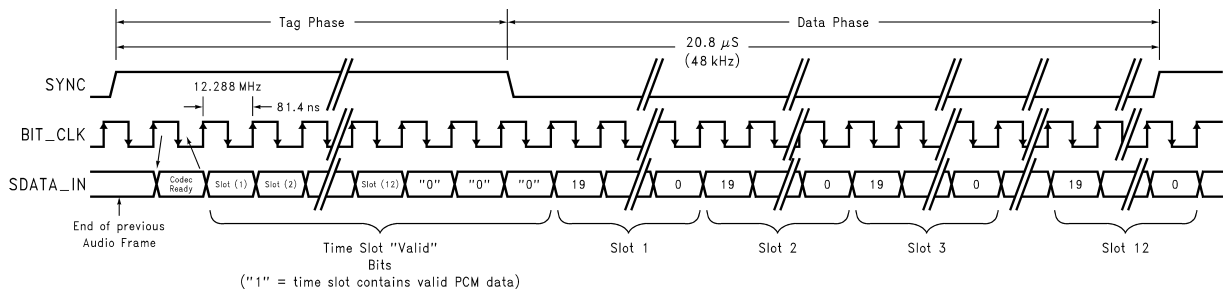 Tag Phase
Data Phase
20.8 μS
(48 kHz)
SYNC
12.288 MHz
81.4 ns
BIT_CLK
SDATA_IN
Codec
Ready
Slot (1)
Slot (2)
Slot (12)
"0"
"0"
"0"
19
0
19
0
19
0
19
0
End of previous
Audio Frame
Time Slot "Valid"
Bits
("1" = time slot contains valid PCM data)
Slot 1
Slot 2
Slot 3
Slot 12